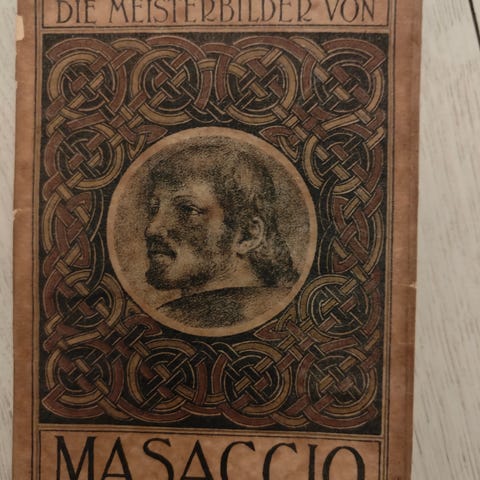 DIE MEISTERBILDER VON
MASACCIO